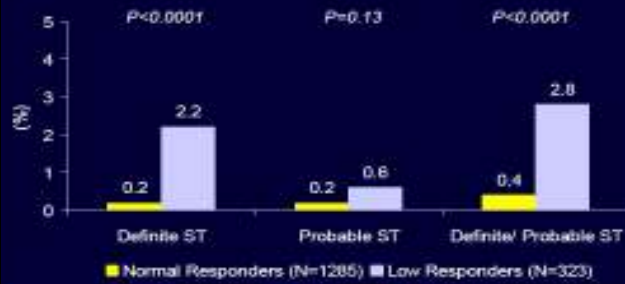 P<0.0001 P=0.13 P<0.0001
5
4
3
2
1
0
(%)
0.2 2.2 0.2 0.6 0.4 2.8
Definite ST Probable ST Definite/ Probable ST
Normal Responders (N=1285) Low Responders (N=323)